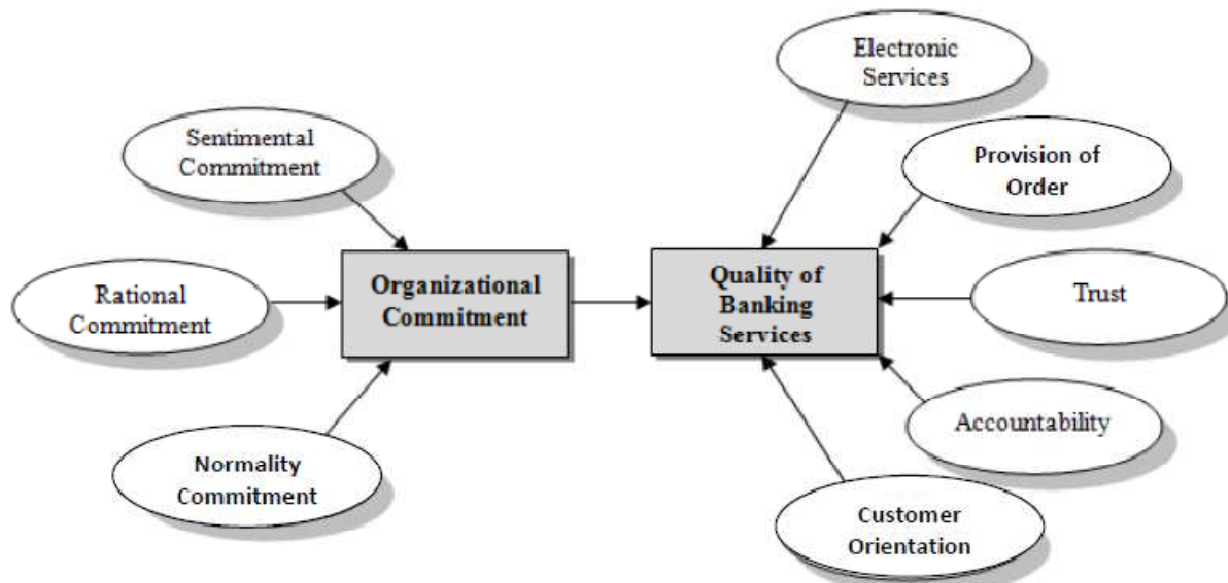 Electronic
Services
Sentimental
Commitment
Provision of
Order
Rational
Commitment
Organizational
Commitment
Quality of
Banking
Services
Trust
Accountability
Normality
Commitment
Customer
Orientation